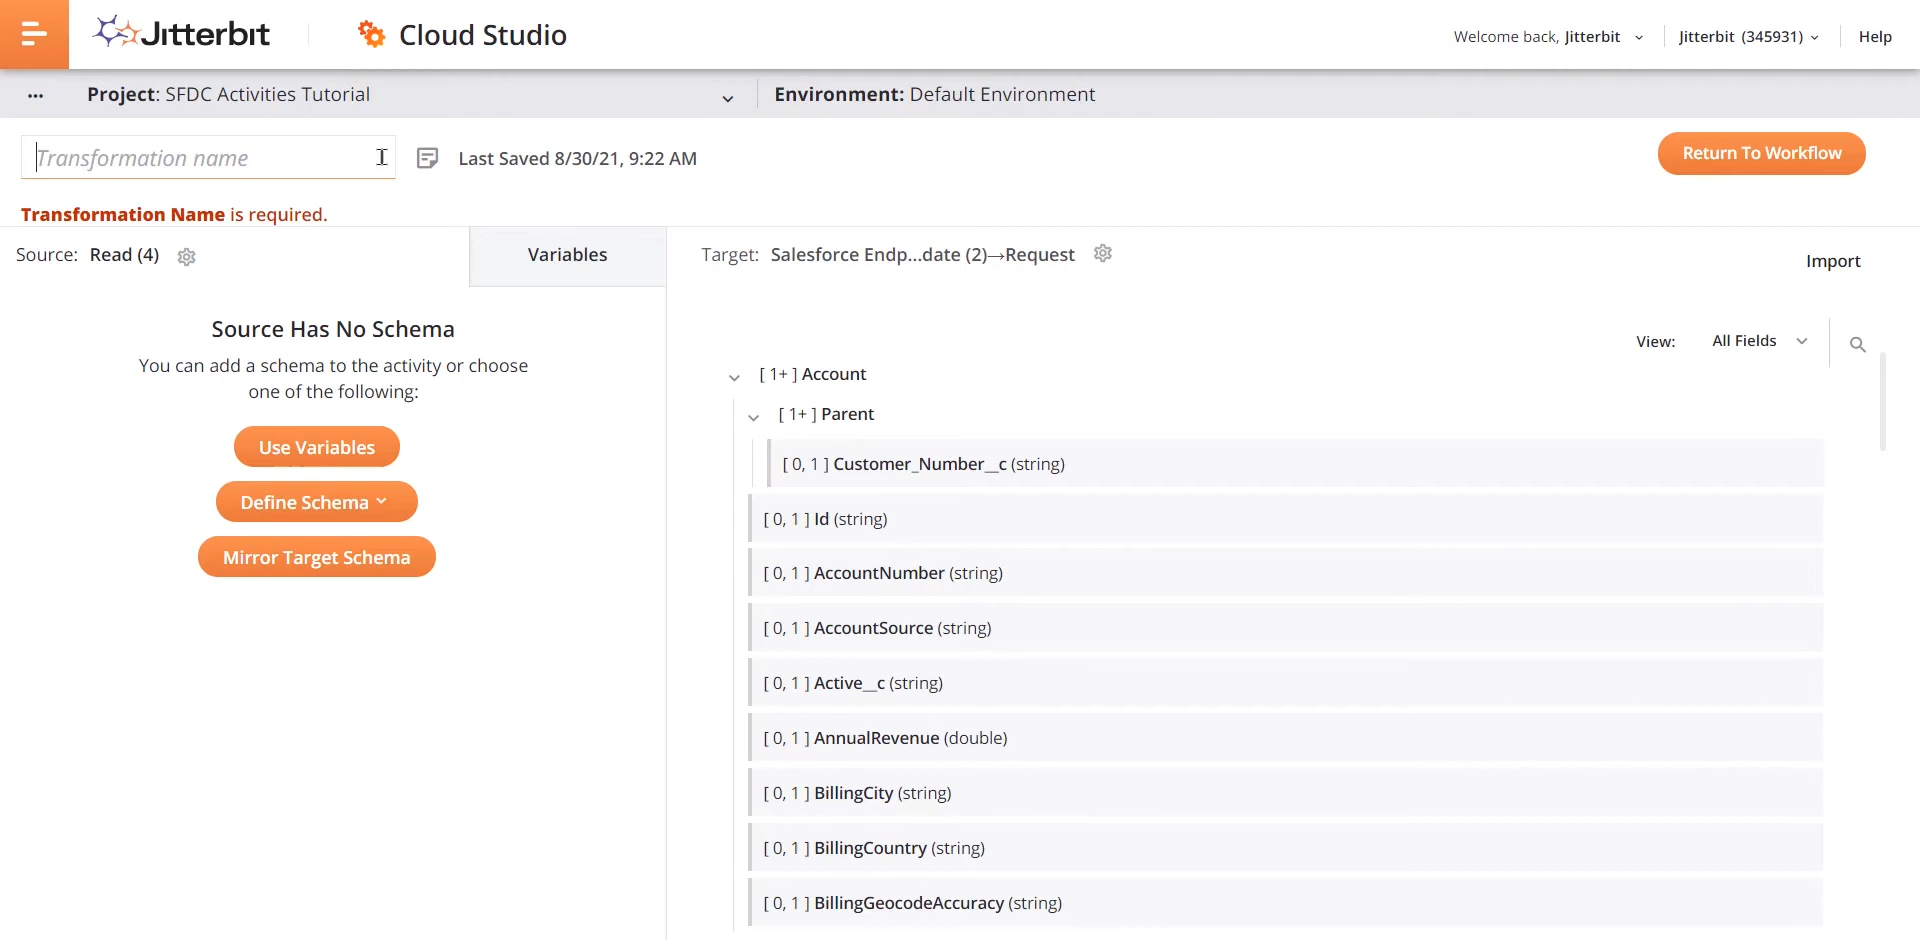 Jitterbit
Cloud Studio
Welcome back, Jitterbit
Jitterbit (345931)
Help
... Project: SFDC Activities Tutorial
Environment: Default Environment
Transformation name
Last Saved 8/30/21, 9:22 AM
Return To Workflow
Transformation Name is required.
Source: Read (4)
Variables
Target: Salesforce Endp...date (2)→Request
Import
Source Has No Schema
You can add a schema to the activity or choose
one of the following:
Use Variables
Define Schema
Mirror Target Schema
View: All Fields
[ 1+ ] Account
[ 1+ ] Parent
[ 0, 1 ] Customer_Number__c (string)
[ 0, 1 ] Id (string)
[ 0, 1 ] AccountNumber (string)
[ 0, 1 ] AccountSource (string)
[ 0, 1 ] Active__c (string)
[ 0, 1 ] AnnualRevenue (double)
[ 0, 1 ] BillingCity (string)
[ 0, 1 ] BillingCountry (string)
[ 0, 1 ] BillingGeocodeAccuracy (string)